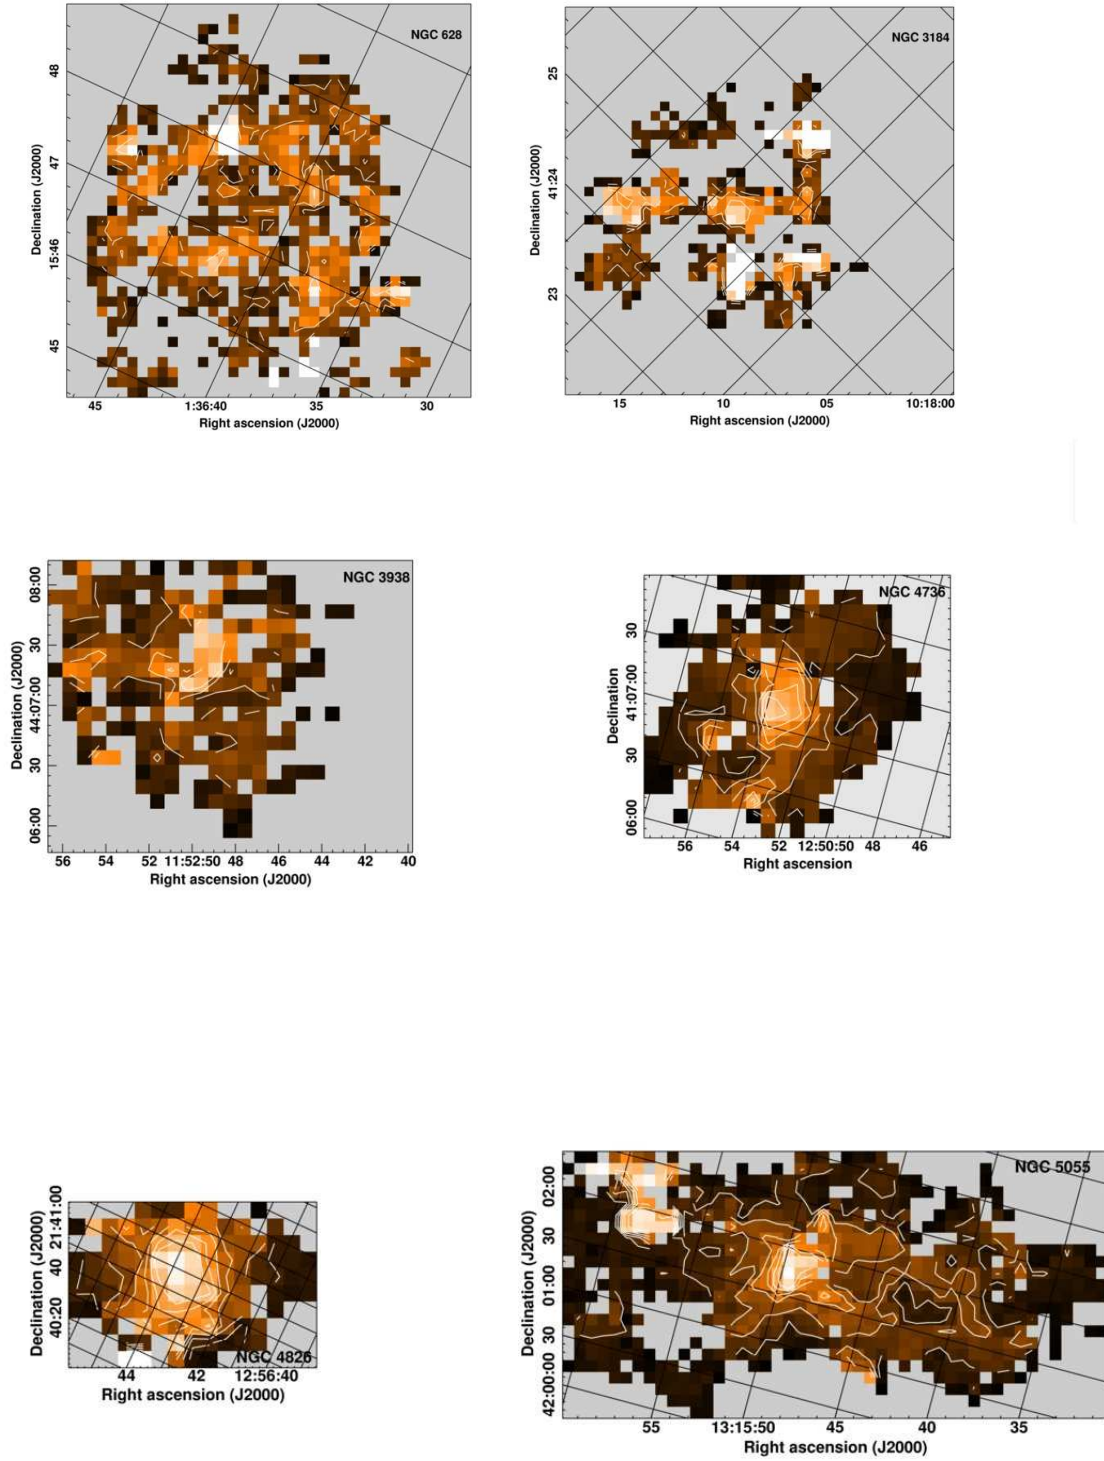 NGC 628
48
47
15:46
45
Declination (J2000)
45 1:36:40 35 30
Right ascension (J2000)
NGC 3184
25
41:24
23
Declination (J2000)
15 10 05 10:18:00
Right ascension (J2000)
NGC 3938
08:00
30
44:07:00
30
06:00
Declination (J2000)
56 54 52 11:52:50 48 46 44 42 40
Right ascension (J2000)
NGC 4736
30
41:07:00
30
06:00
Declination
56 54 52 12:50:50 48 46
Right ascension
NGC 4826
21:41:00
40
40:20
Declination (J2000)
44 42 12:56:40
Right ascension (J2000)
NGC 5055
02:00
30
01:00
30
42:00:00
Declination (J2000)
55 13:15:50 45 40 35
Right ascension (J2000)